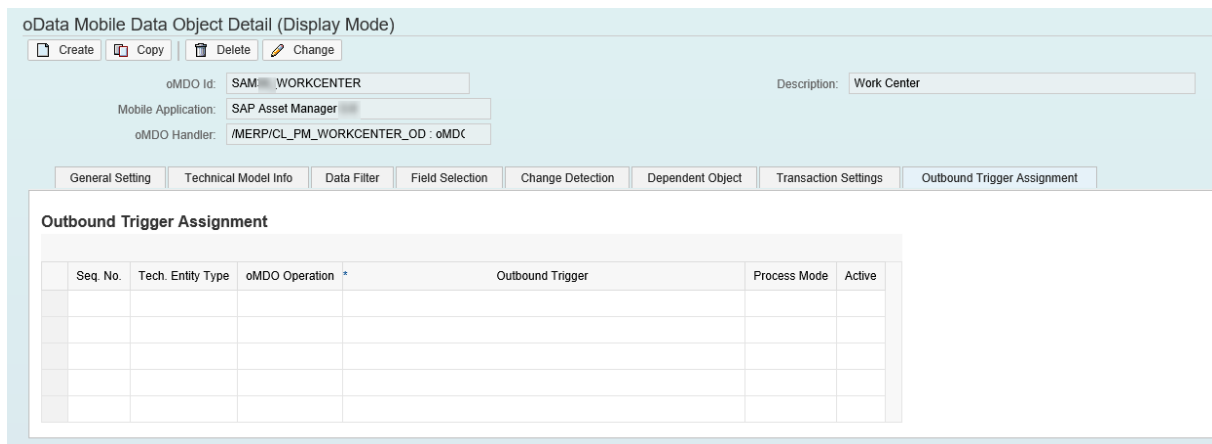 oData Mobile Data Object Detail (Display Mode)
Create Copy Delete Change
oMDO Id: SAM _WORKCENTER Description: Work Center
Mobile Application: SAP Asset Manager
oMDO Handler: /MERP/CL_PM_WORKCENTER_OD : oMDC
General Setting Technical Model Info Data Filter Field Selection Change Detection Dependent Object Transaction Settings Outbound Trigger Assignment
Outbound Trigger Assignment
Seq. No. Tech. Entity Type oMDO Operation * Outbound Trigger Process Mode Active